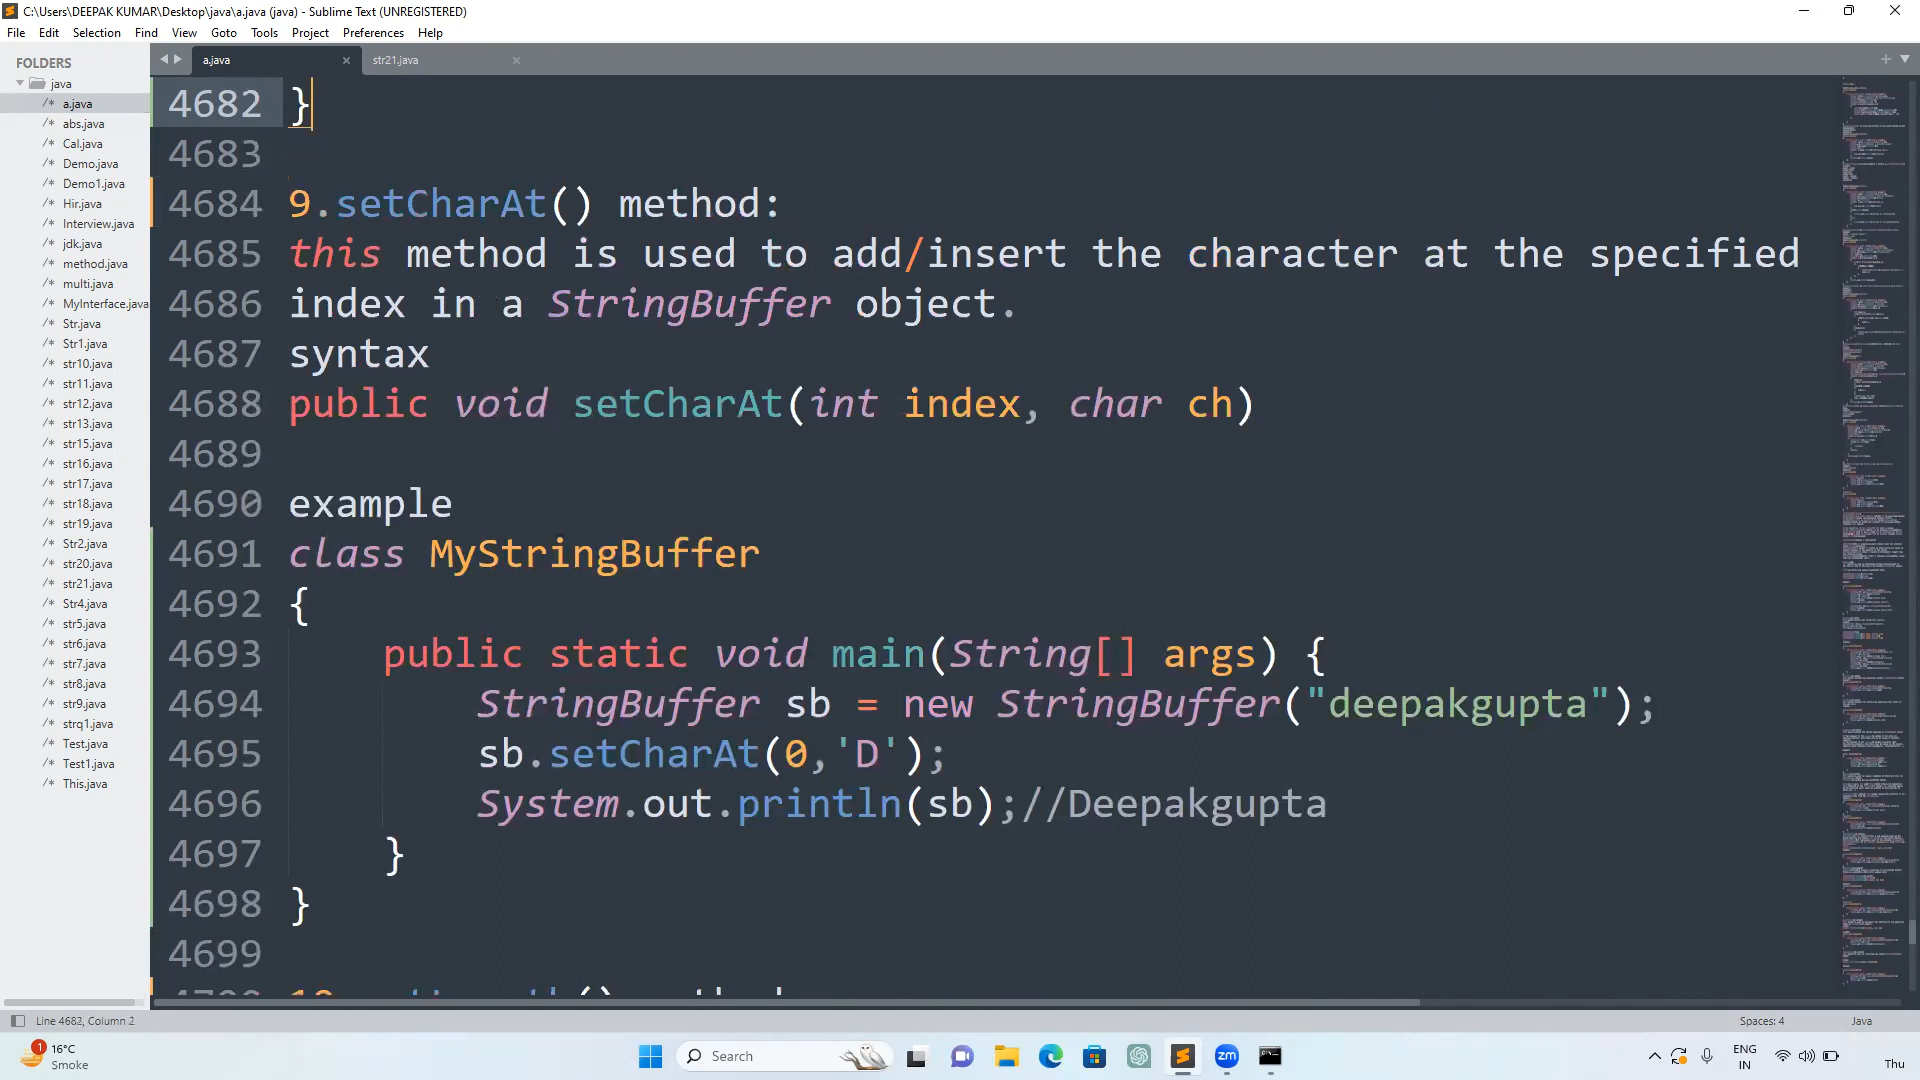 C:\Users\DEEPAK KUMAR\Desktop\java\a.java (java) - Sublime Text (UNREGISTERED)
File Edit Selection Find View Goto Tools Project Preferences Help
FOLDERS
java
a.java
abs.java
Cal.java
Demo.java
Demo1.java
Hir.java
Interview.java
jdk.java
method.java
multi.java
MyInterface.java
Str.java
Str1.java
str10.java
str11.java
str12.java
str13.java
str15.java
str16.java
str17.java
str18.java
str19.java
Str2.java
str20.java
str21.java
Str4.java
str5.java
str6.java
str7.java
str8.java
str9.java
strq1.java
Test.java
Test1.java
This.java
a.java
str21.java
4682 }
4683
4684 9.setCharAt() method:
4685 this method is used to add/insert the character at the specified
4686 index in a StringBuffer object.
4687 syntax
4688 public void setCharAt(int index, char ch)
4689
4690 example
4691 class MyStringBuffer
4692 {
4693 public static void main(String[] args) {
4694 StringBuffer sb = new StringBuffer("deepakgupta");
4695 sb.setCharAt(0,'D');
4696 System.out.println(sb);//Deepakgupta
4697 }
4698 }
4699
Line 4682, Column 2
Spaces: 4
Java
1
16°C
Smoke
Search
zm
ENG
IN
Thu